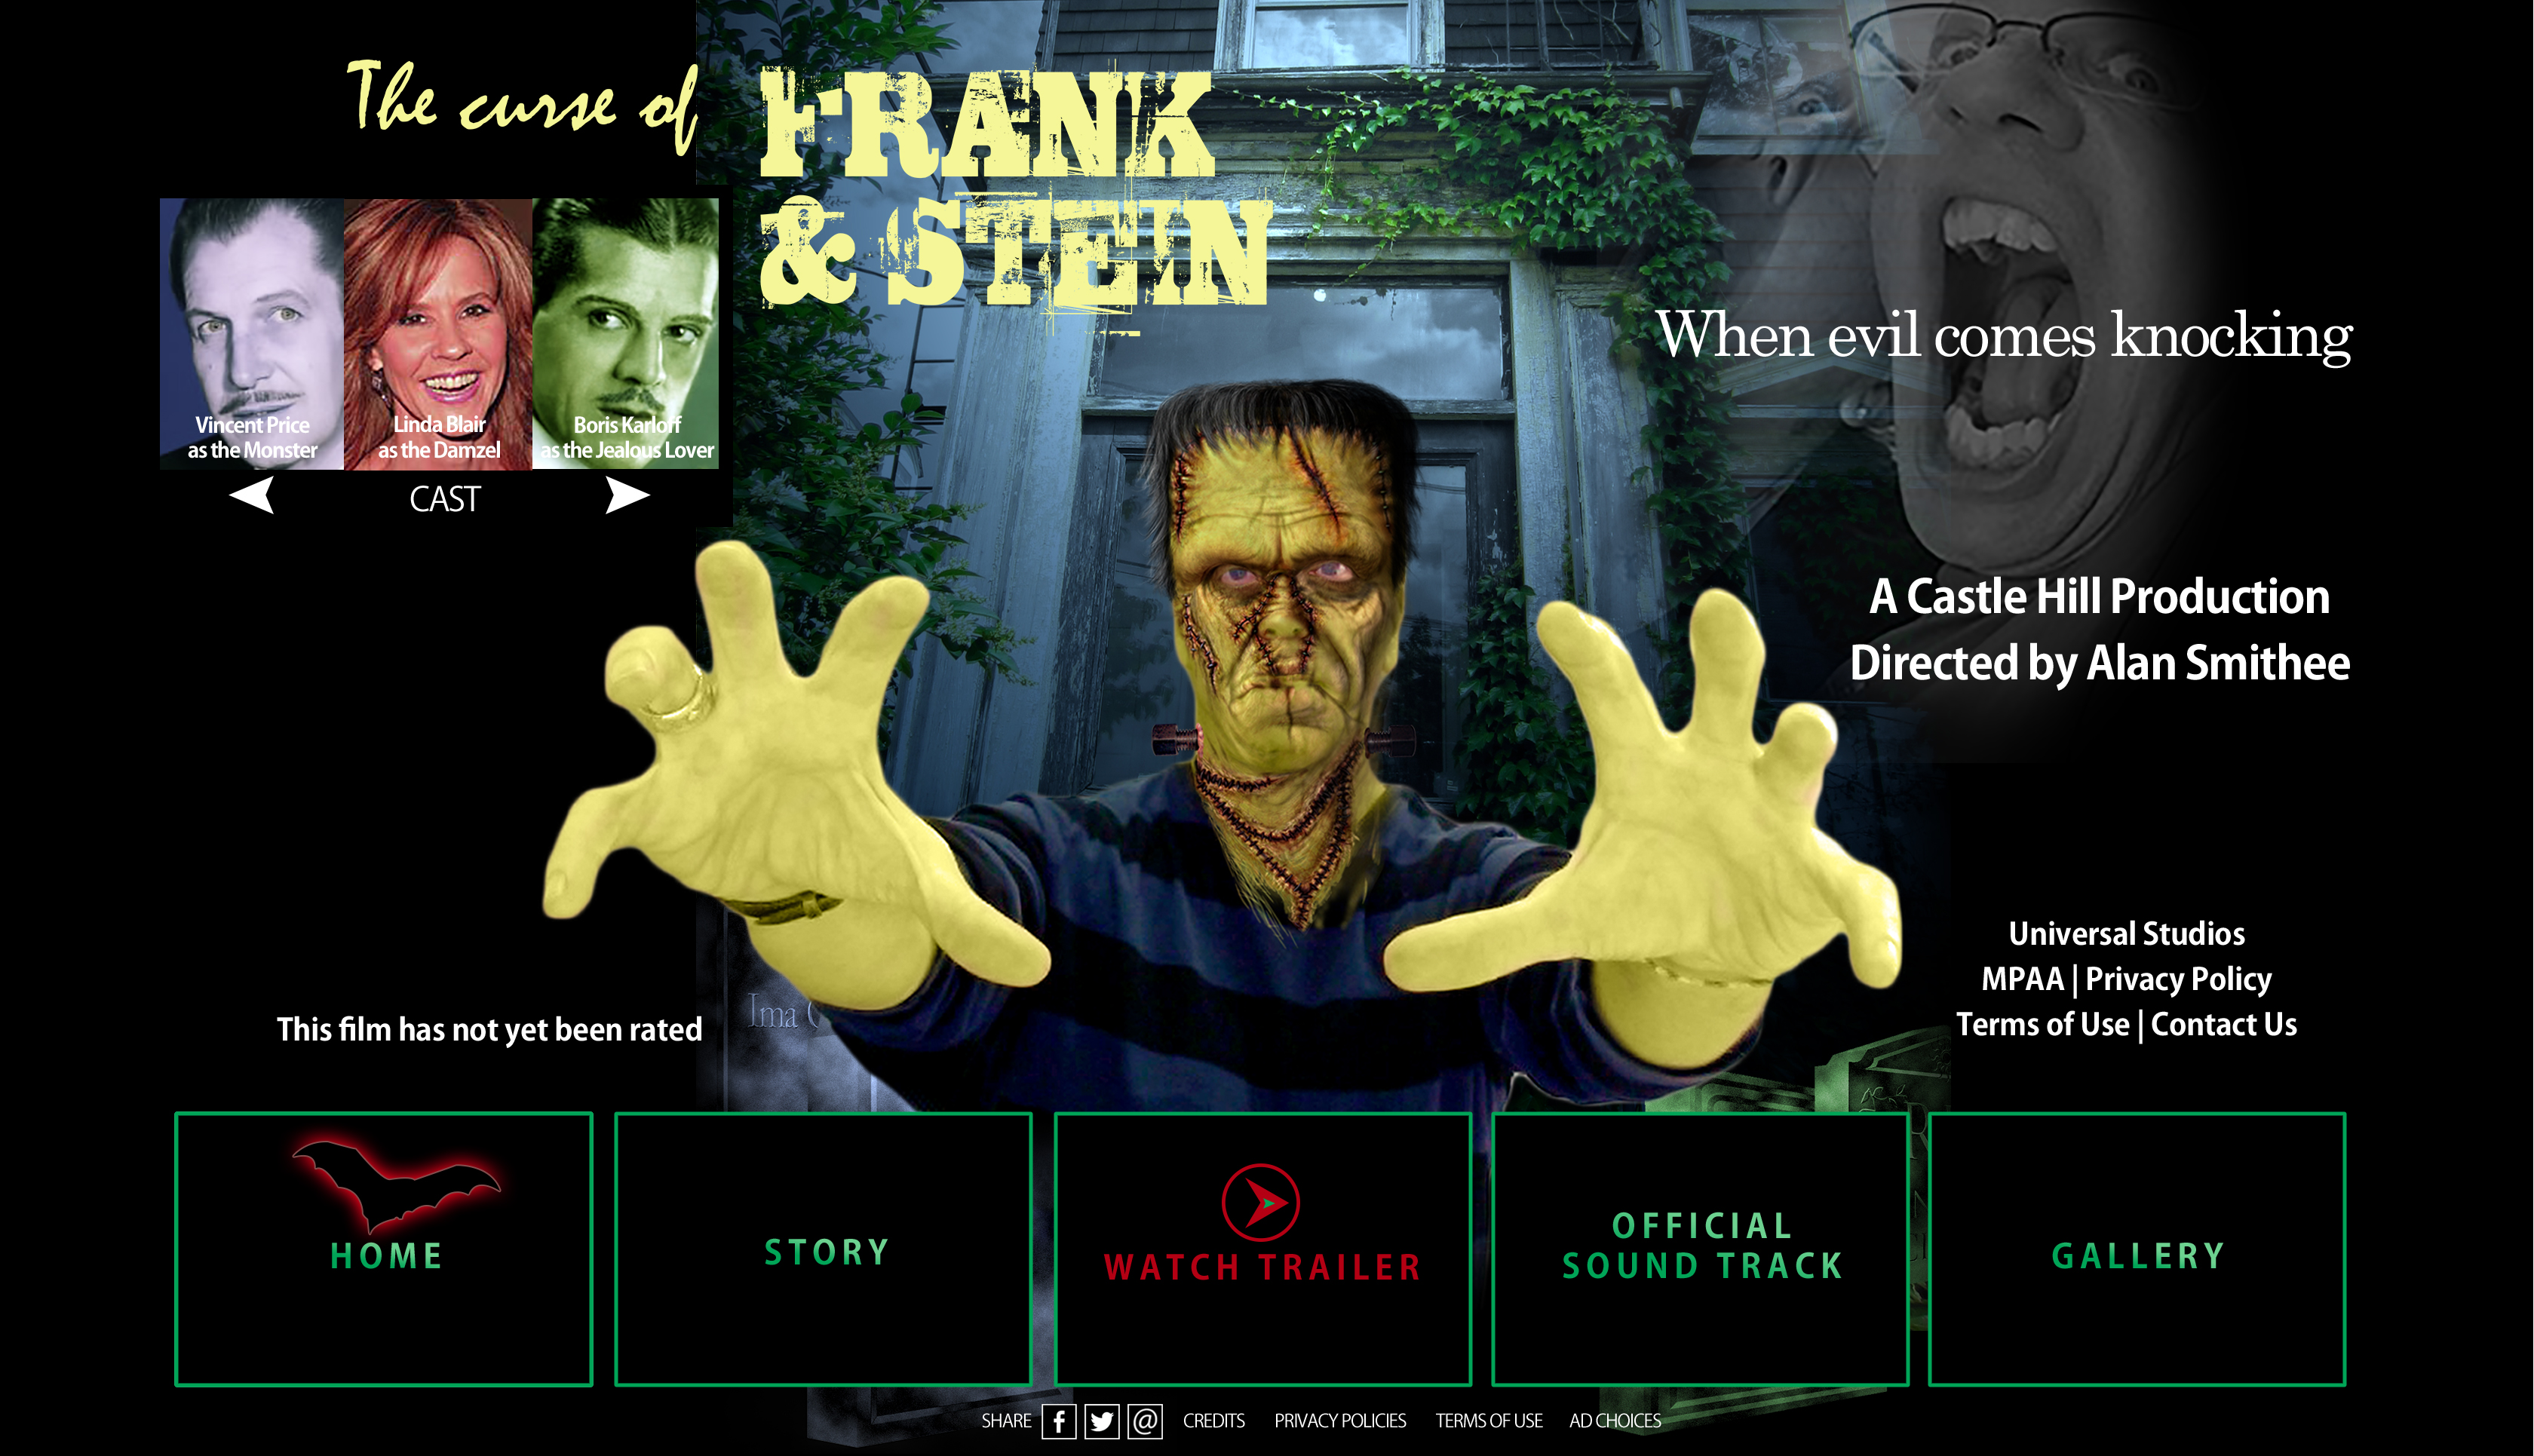 The curse of
FRANK
& STEIN
Vincent Price
as the Monster
Linda Blair
as the Damzel
Boris Karloff
as the Jealous Lover
CAST
When evil comes knocking
A Castle Hill Production
Directed by Alan Smithee
Universal Studios
MPAA | Privacy Policy
Terms of Use | Contact Us
This film has not yet been rated
Ima
HOME
STORY
WATCH TRAILER
OFFICIAL
SOUND TRACK
GALLERY
SHARE f @ CREDITS PRIVACY POLICIES TERMS OF USE AD CHOICES